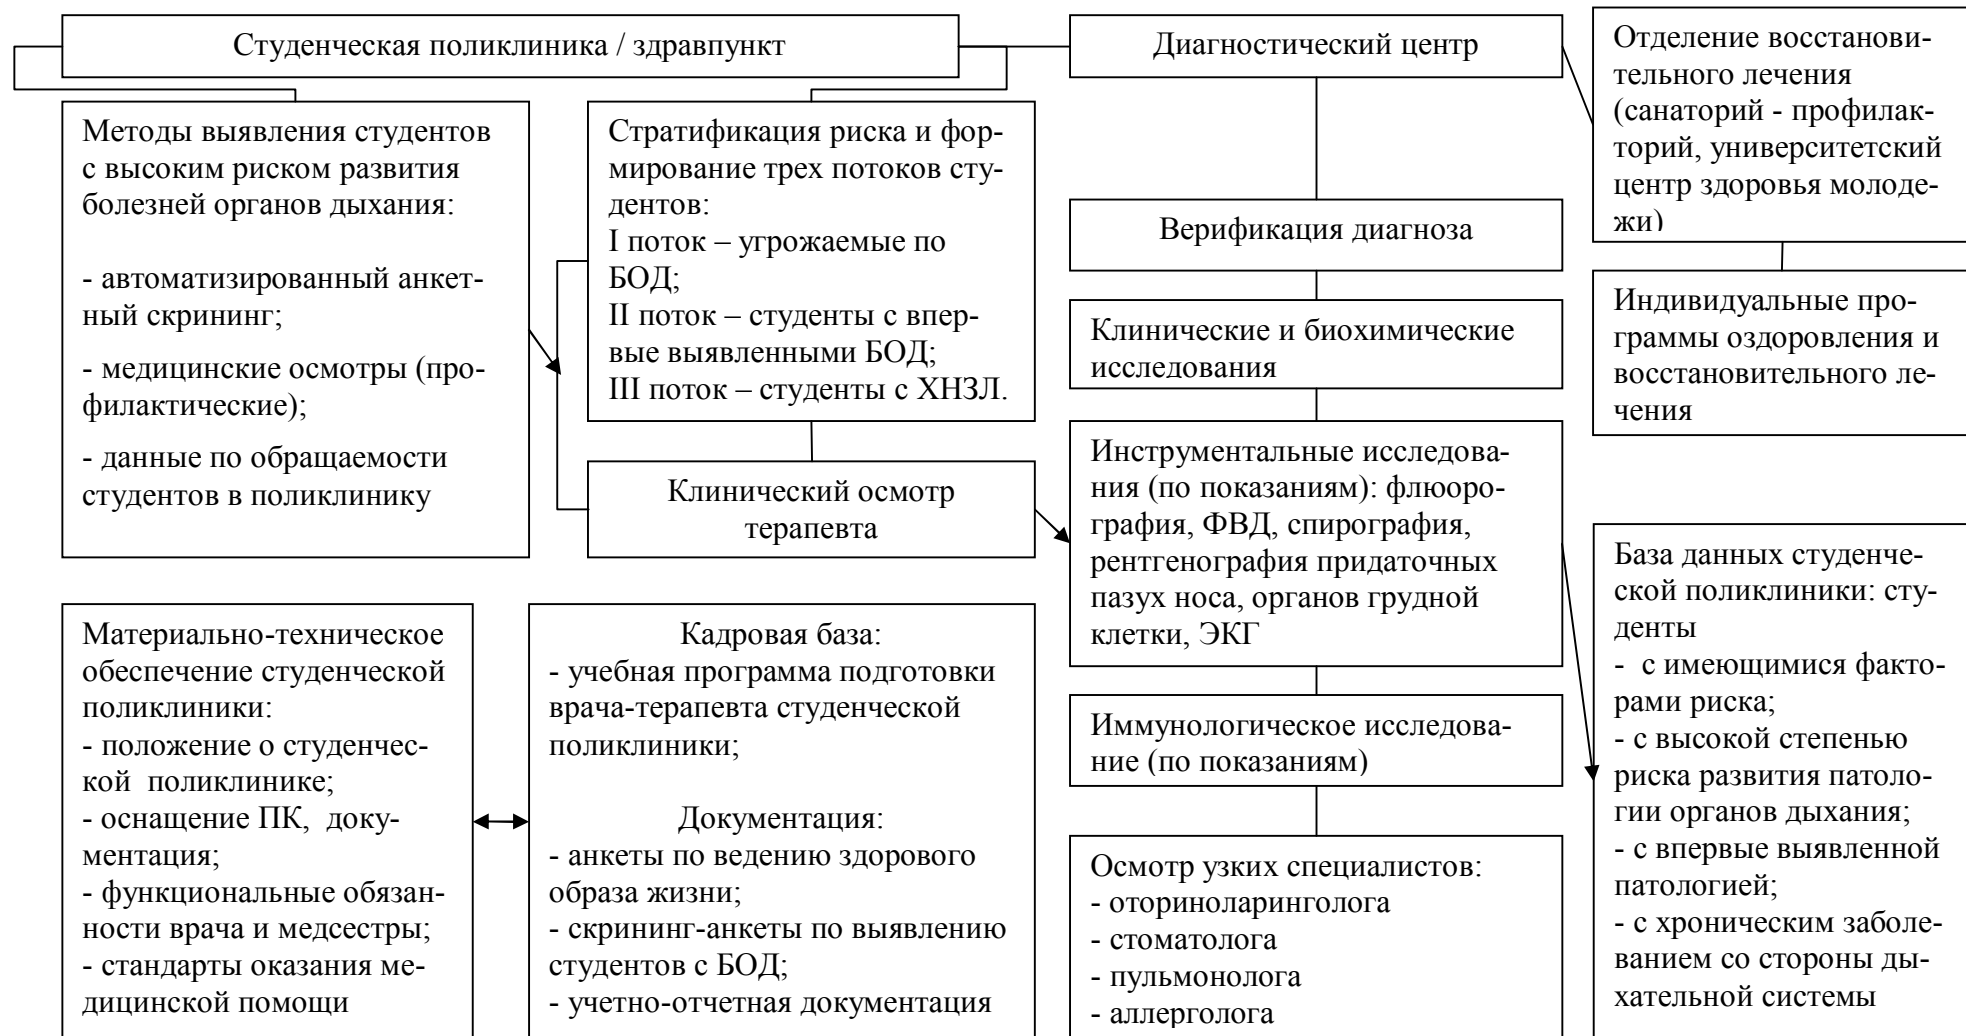 Студенческая поликлиника / здравпункт
Диагностический центр
Отделение восстанови-
тельного лечения
(санаторий - профилак-
торий, университетский
центр здоровья молоде-
жи)
Методы выявления студентов
с высоким риском развития
болезней органов дыхания:
- автоматизированный анкет-
ный скрининг;
- медицинские осмотры (про-
филактические);
- данные по обращаемости
студентов в поликлинику
Стратификация риска и фор-
мирование трех потоков сту-
дентов:
I поток – угрожаемые по
БОД;
II поток – студенты с впер-
вые выявленными БОД;
III поток – студенты с ХНЗЛ.
Клинический осмотр
терапевта
Верификация диагноза
Клинические и биохимические
исследования
Инструментальные исследова-
ния (по показаниям): флюоро-
графия, ФВД, спирография,
рентгенография придаточных
пазух носа, органов грудной
клетки, ЭКГ
Иммунологическое исследова-
ние (по показаниям)
Осмотр узких специалистов:
- оториноларинголога
- стоматолога
- пульмонолога
- аллерголога
Индивидуальные про-
граммы оздоровления и
восстановительного ле-
чения
База данных студенче-
ской поликлиники: сту-
денты
- с имеющимися факто-
рами риска;
- с высокой степенью
риска развития патоло-
гии органов дыхания;
- с впервые выявленной
патологией;
- с хроническим заболе-
ванием со стороны ды-
хательной системы
Материально-техническое
обеспечение студенческой
поликлиники:
- положение о студенчес-
кой поликлинике;
- оснащение ПК, доку-
ментация;
- функциональные обязан-
ности врача и медсестры;
- стандарты оказания ме-
дицинской помощи
Кадровая база:
- учебная программа подготовки
врача-терапевта студенческой
поликлиники;
Документация:
- анкеты по ведению здорового
образа жизни;
- скрининг-анкеты по выявлению
студентов с БОД;
- учетно-отчетная документация